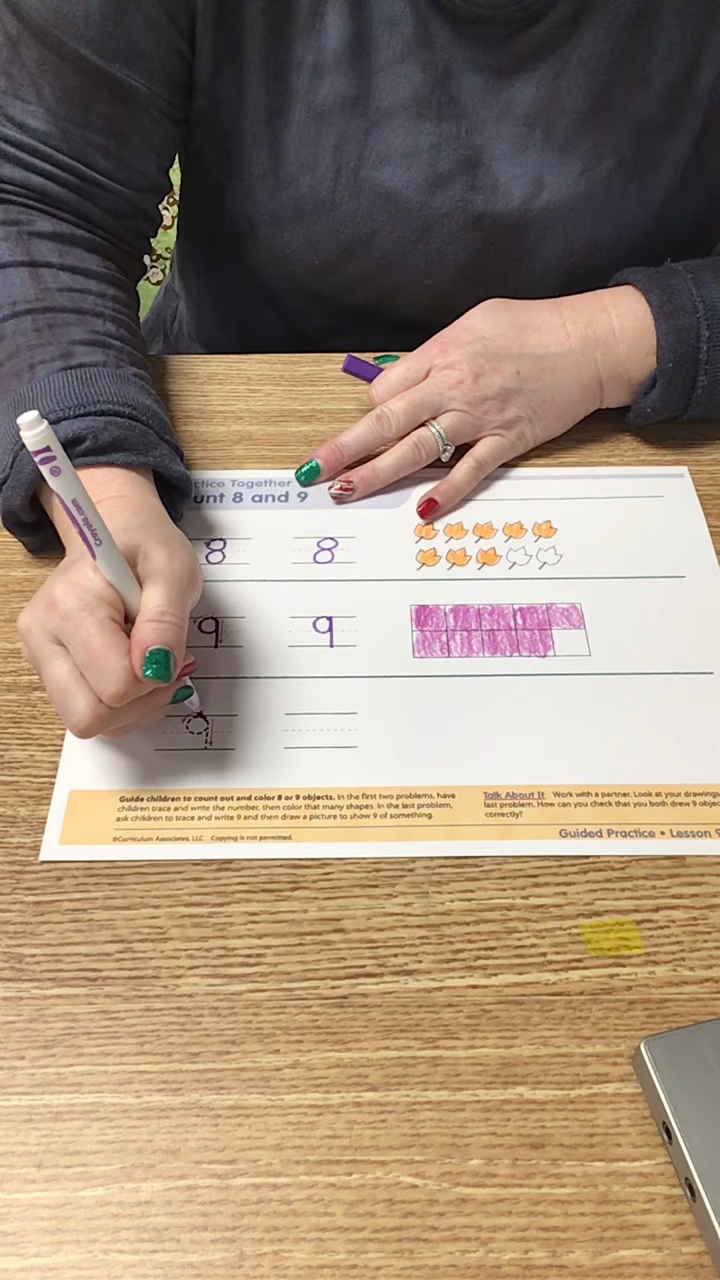 ctice Together
unt 8 and 9
Crayola
8 8
9 9
9
Guide children to count out and color 8 or 9 objects. In the first two problems, have
children trace and write the number, then color that many shapes. In the last problem,
ask children to trace and write 9 and then draw a picture to show 9 of something.
Talk About It Work with a partner. Look at your drawings
last problem. How can you check that you both drew 9 objec
correctly?
©Curriculum Associates, LLC Copying is not permitted.
Guided Practice • Lesson 9